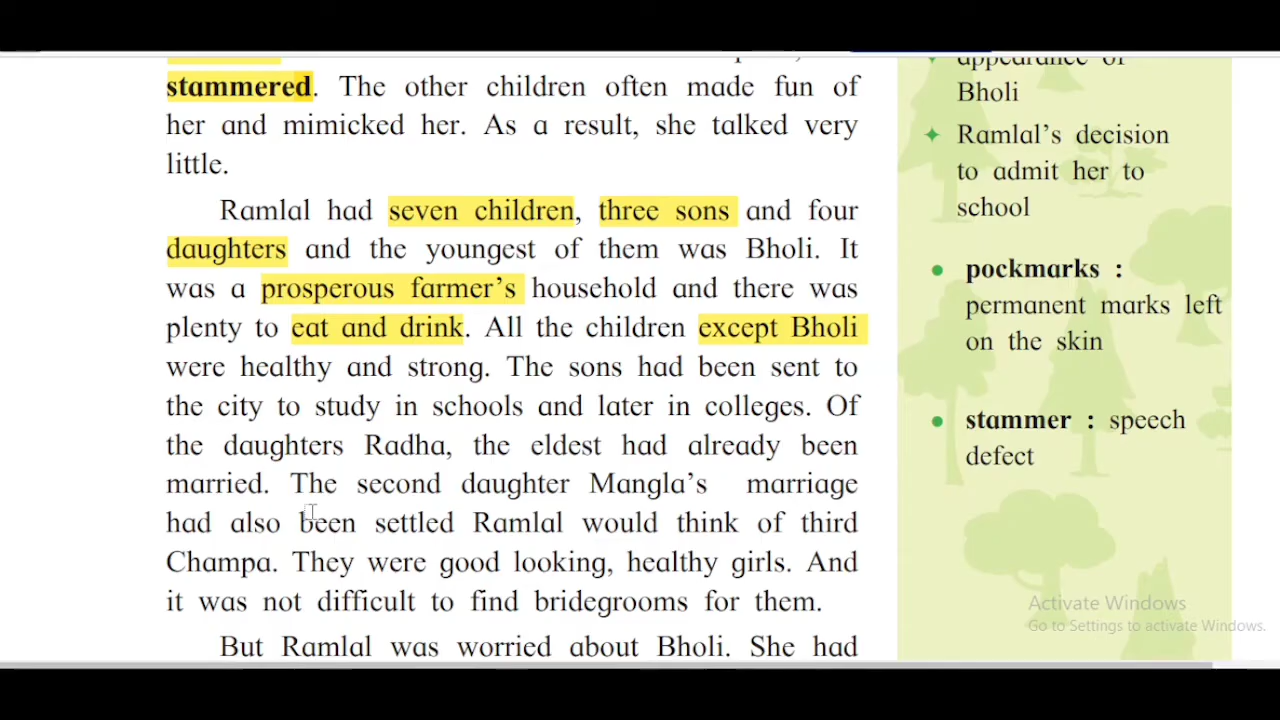 stammered. The other children often made fun of
her and mimicked her. As a result, she talked very
little.
Ramlal had seven children, three sons and four
daughters and the youngest of them was Bholi. It
was a prosperous farmer's household and there was
plenty to eat and drink. All the children except Bholi
were healthy and strong. The sons had been sent to
the city to study in schools and later in colleges. Of
the daughters Radha, the eldest had already been
married. The second daughter Mangla's marriage
had also been settled Ramlal would think of third
Champa. They were good looking, healthy girls. And
it was not difficult to find bridegrooms for them.
But Ramlal was worried about Bholi. She had
appearance of
Bholi
Ramlal's decision
to admit her to
school
pockmarks :
permanent marks left
on the skin
stammer : speech
defect
Activate Windows
Go to Settings to activate Windows.